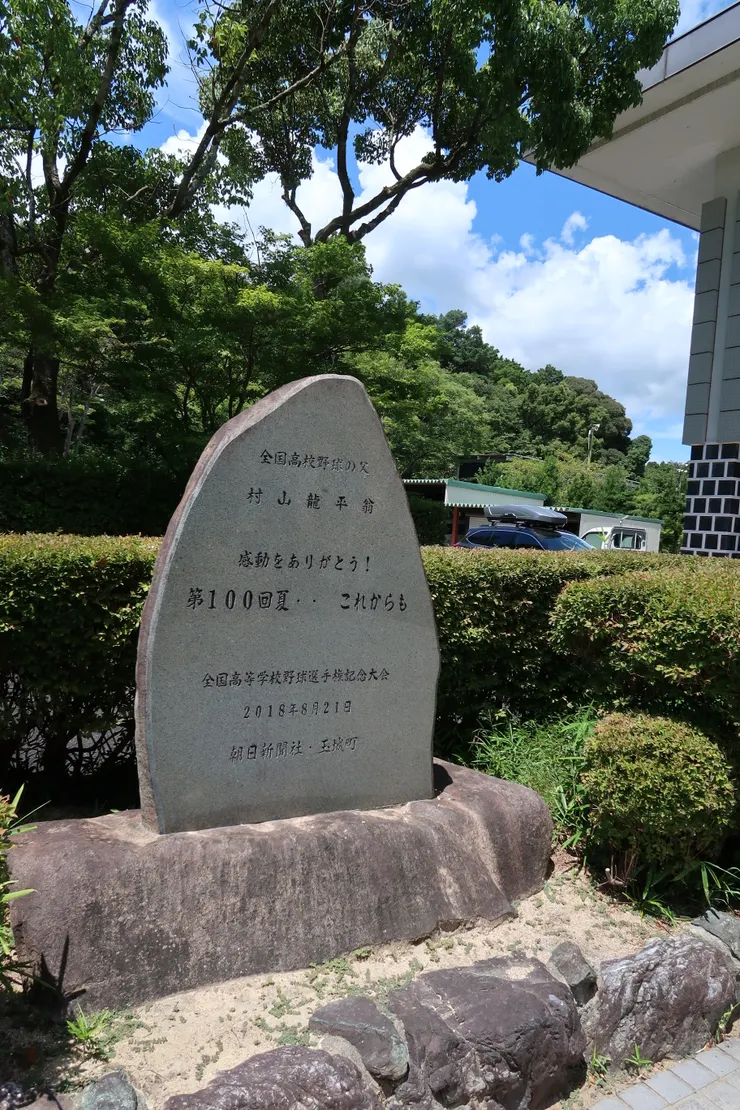 全国高校野球の父
村山龍平翁
感動をありがとう！
第100回夏‥ これからも
全国高等学校野球選手権記念大会
2018年8月21日
朝日新聞社・玉城町